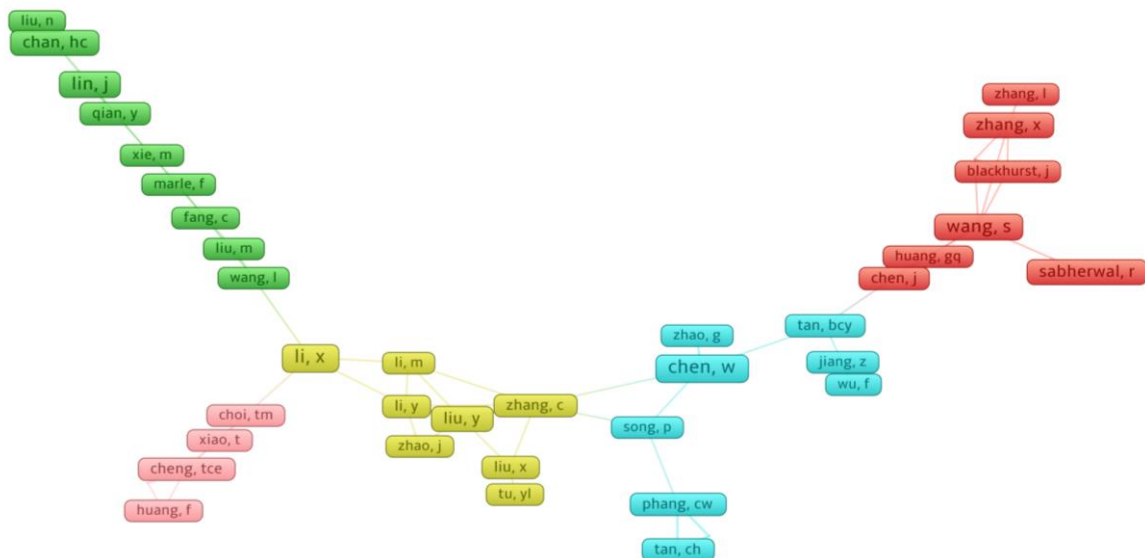 liu, n
chan, hc
lin, j
qian, y
xie, m
marle, f
fang, c
liu, m
wang, l
zhang, l
zhang, x
blackhurst, j
wang, s
huang, gq
sabherwal, r
chen, j
tan, bcy
zhao, g
jiang, z
chen, w
wu, f
li, x
li, m
li, y
zhang, c
liu, y
song, p
zhao, j
liu, x
tu, yl
choi, tm
xiao, t
cheng, tce
huang, f
phang, cw
tan, ch